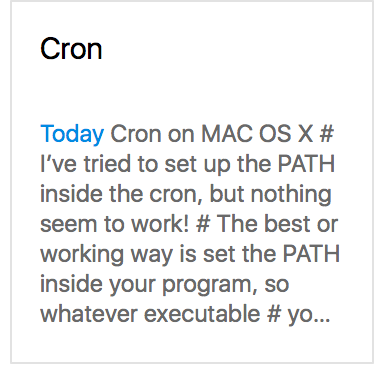 Cron
Today Cron on MAC OS X #
I’ve tried to set up the PATH
inside the cron, but nothing
seem to work! # The best or
working way is set the PATH
inside your program, so
whatever executable # yo...